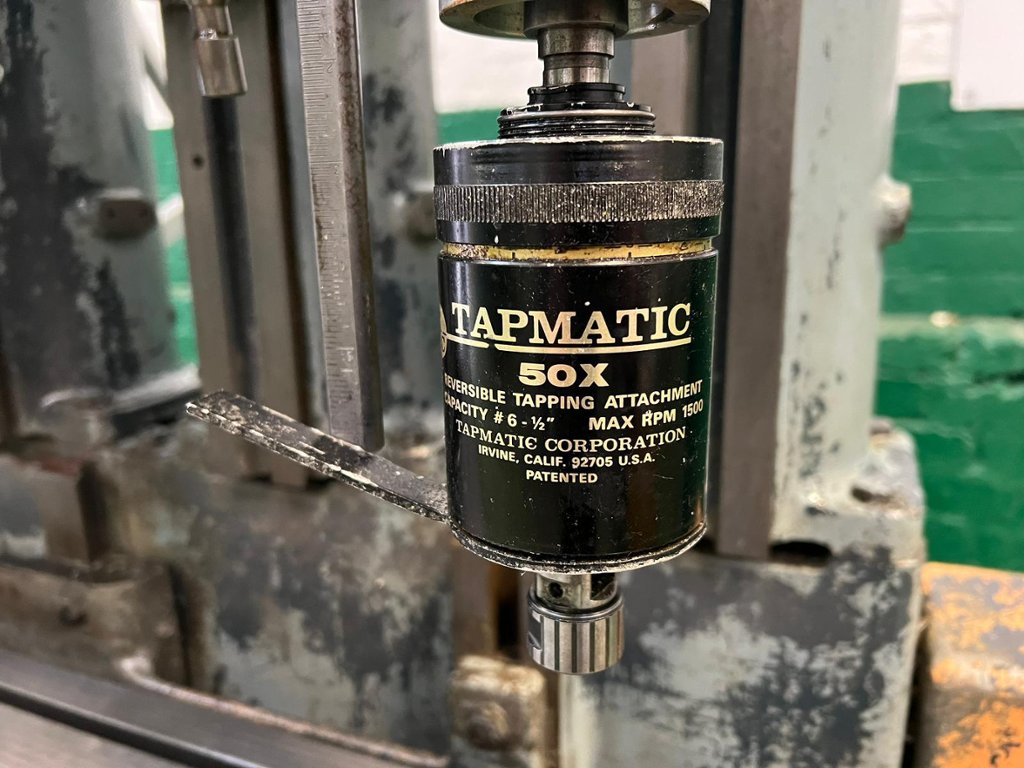 TAPMATIC
50X
REVERSIBLE TAPPING ATTACHMENT
CAPACITY # 6 - ½" MAX RPM 1500
TAPMATIC CORPORATION
IRVINE, CALIF. 92705 U.S.A.
PATENTED